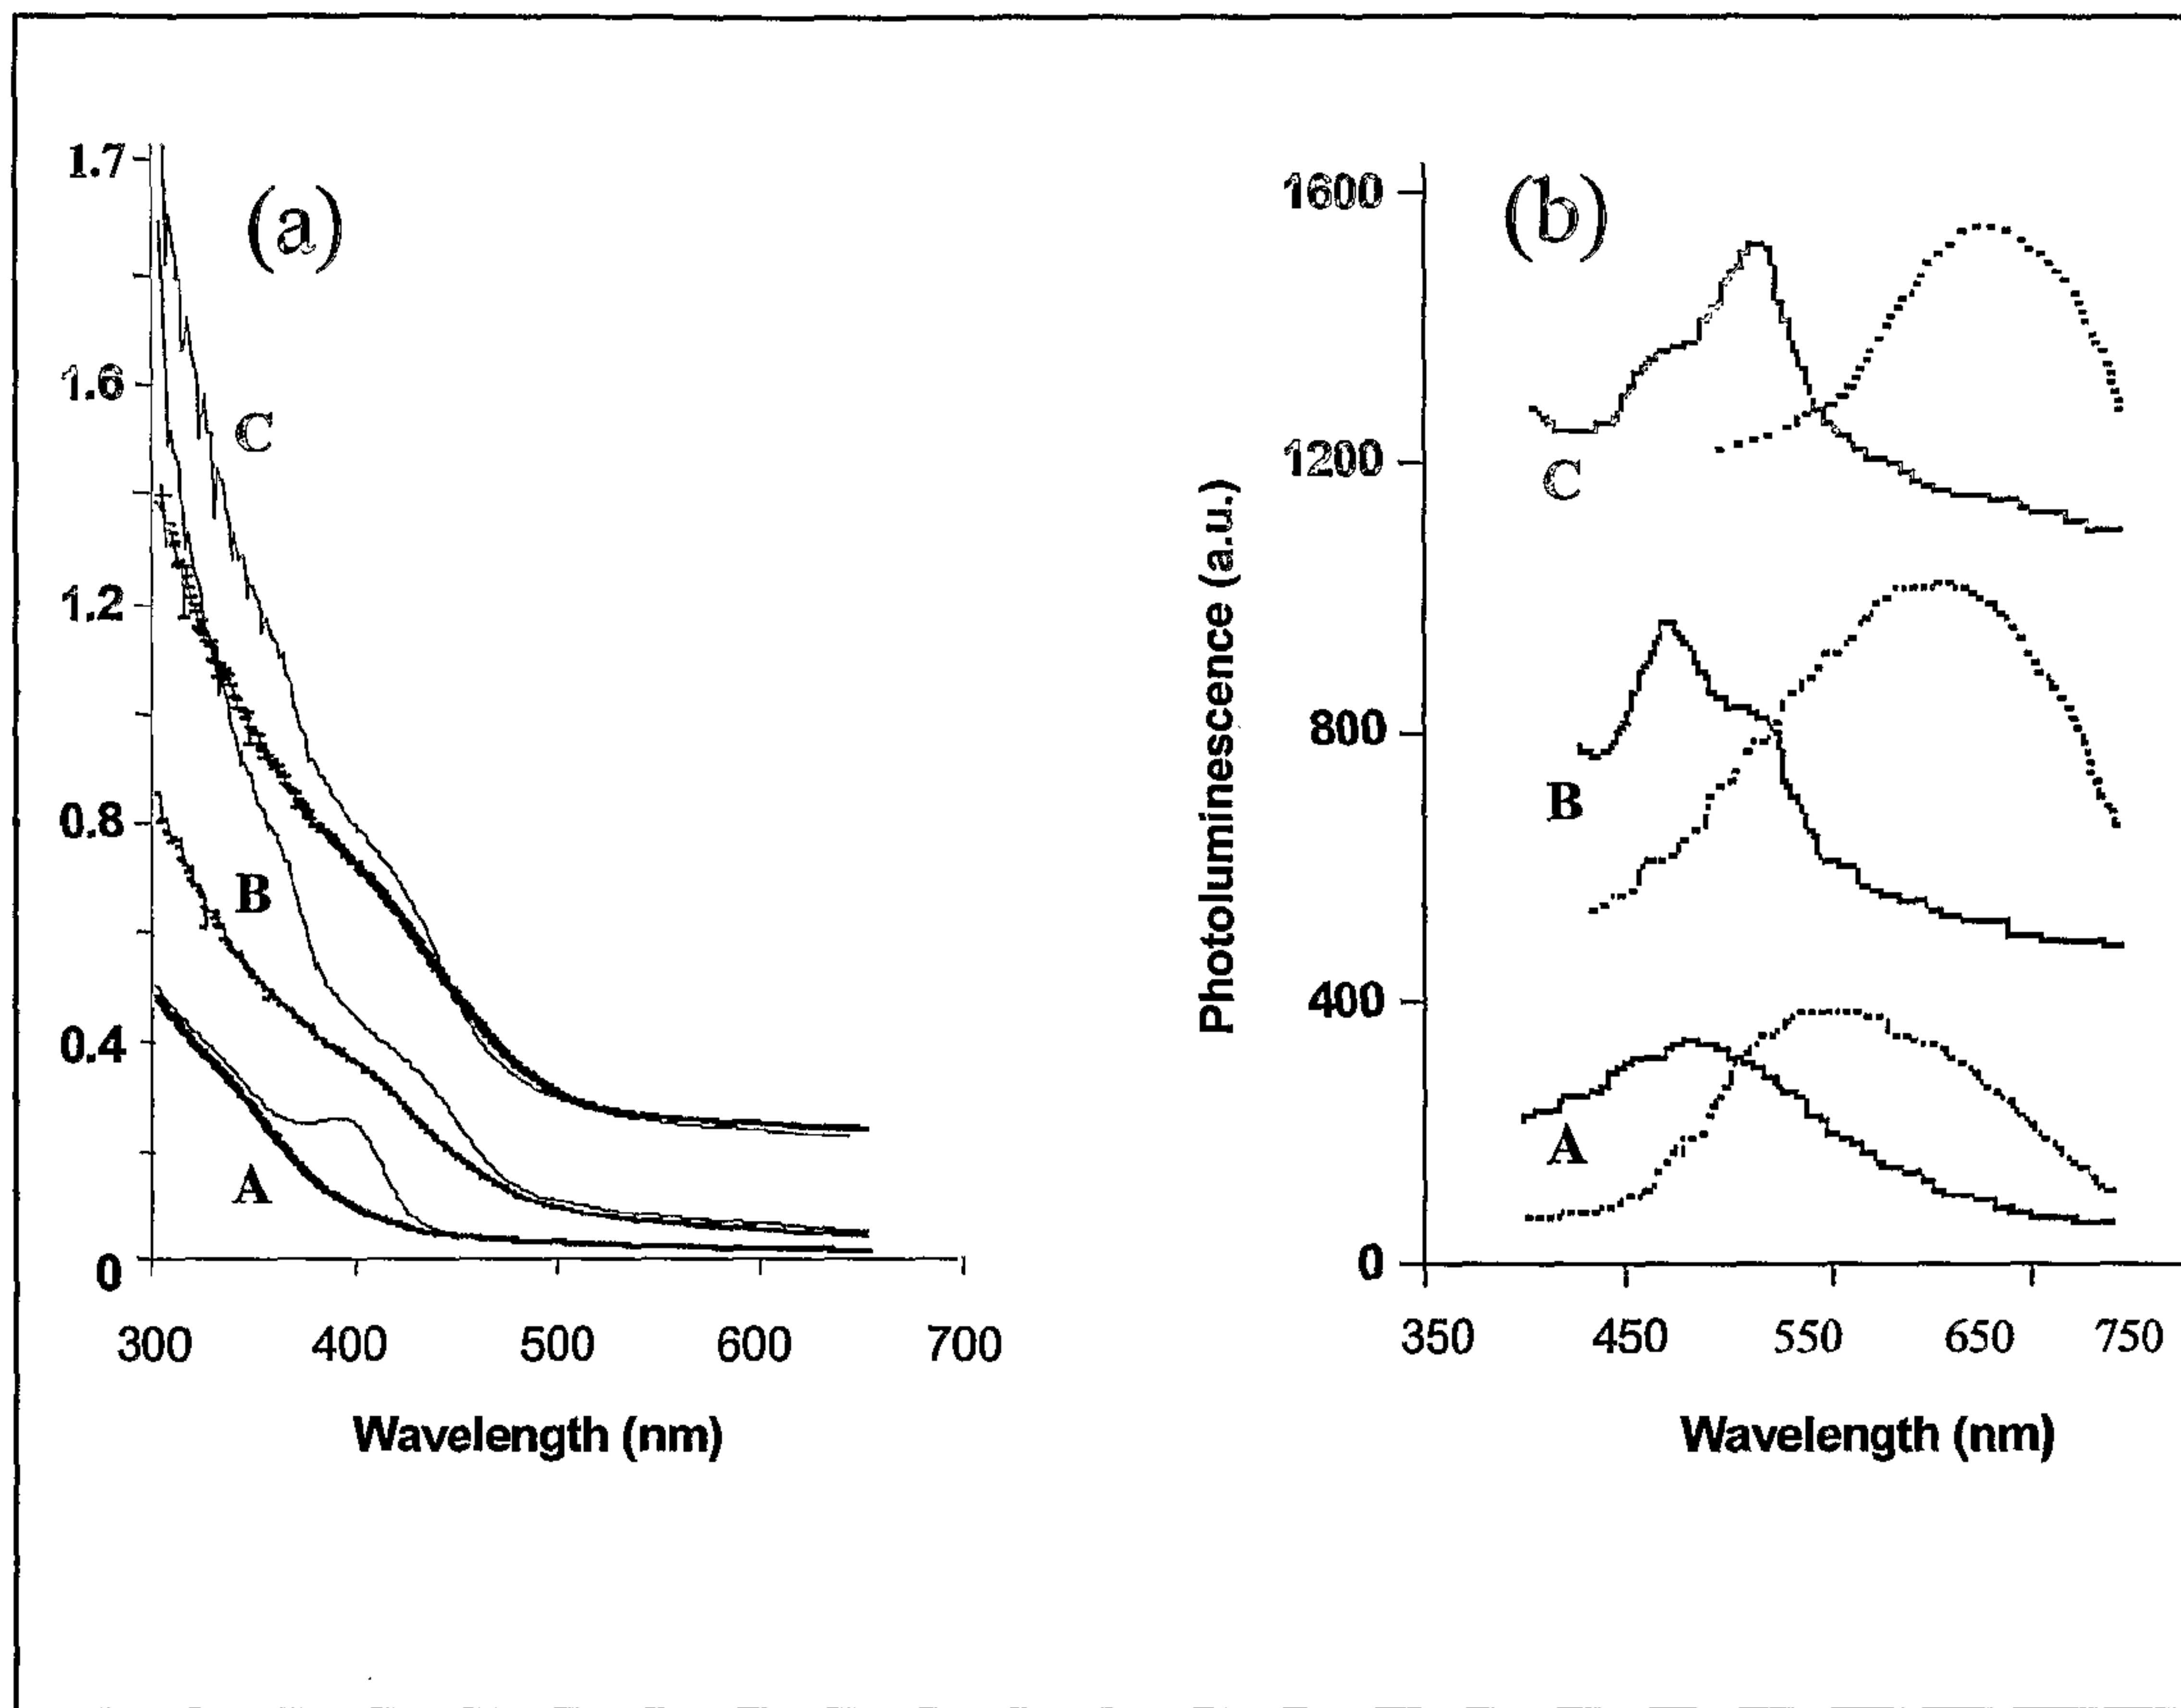 (a)
1.7
1.6
1.2
0.8
0.4
0
C
B
A
300 400 500 600 700
Wavelength (nm)
(b)
Photoluminescence (a.u.)
1600
1200
800
400
0
C
B
A
350 450 550 650 750
Wavelength (nm)